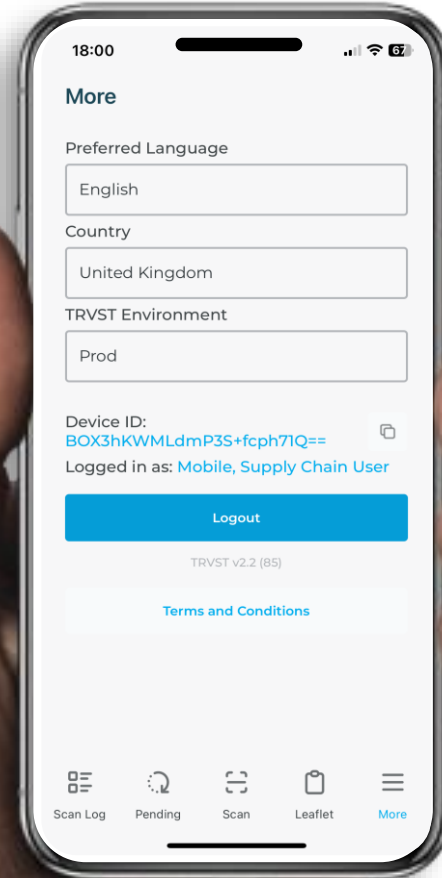 18:00
67
More
Preferred Language
English
Country
United Kingdom
TRVST Environment
Prod
Device ID:
BOX3hKWMLdmP3S+fcph71Q==
Logged in as: Mobile, Supply Chain User
Logout
TRVST v2.2 (85)
Terms and Conditions
Scan Log
Pending
Scan
Leaflet
More